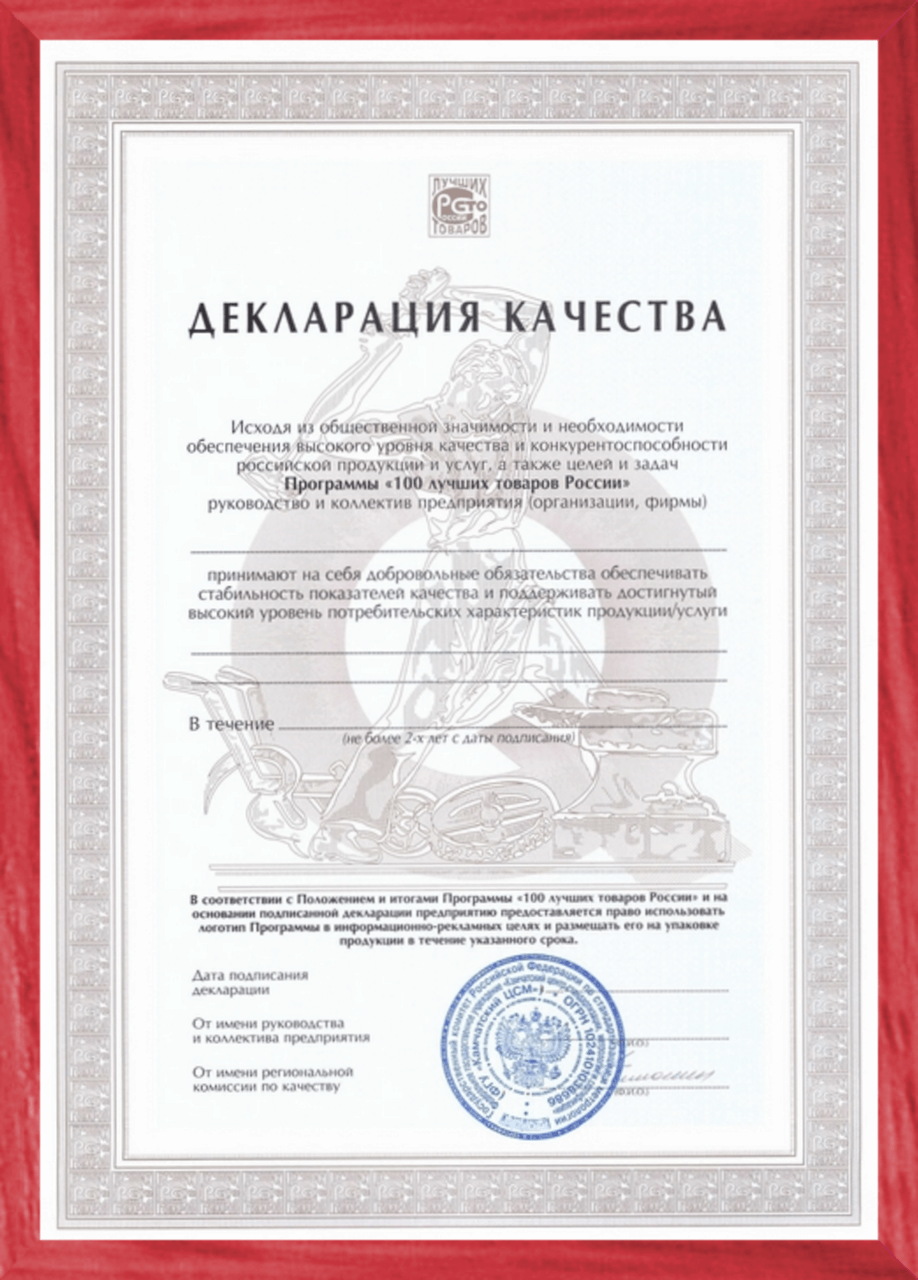 ЛУЧШИХ
РСТО
РОССИИ
ТОВАРОВ
ДЕКЛАРАЦИЯ КАЧЕСТВА
Исходя из общественной значимости и необходимости
обеспечения высокого уровня качества и конкурентоспособности
российской продукции и услуг, а также целей и задач
Программы «100 лучших товаров России»
руководство и коллектив предприятия (организации, фирмы)
принимают на себя добровольные обязательства обеспечивать
стабильность показателей качества и поддерживать достигнутый
высокий уровень потребительских характеристик продукции/услуги
В течение
(не более 2-х лет с даты подписания)
В соответствии с Положением и итогами Программы «100 лучших товаров России» и на
основании подписанной декларации предприятию предоставляется право использовать
логотип Программы в информационно-рекламных целях и размещать его на упаковке
продукции в течение указанного срока.
Дата подписания
декларации
От имени руководства
и коллектива предприятия
(Ф.И.О.)
От имени региональной
комиссии по качеству
(Ф.И.О.)
Государственный комитет Российской Федерации по стандартизации и метрологии
(ФГУ «Камчатский ЦСМ») ОГРН